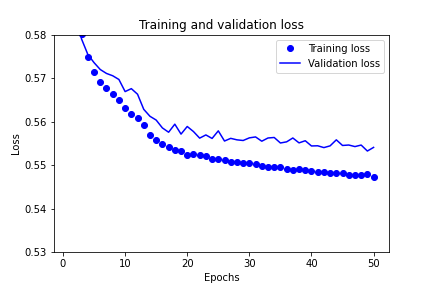 Training and validation loss
Training loss
Validation loss
Loss
0.58
0.57
0.56
0.55
0.54
0.53
0 10 20 30 40 50
Epochs